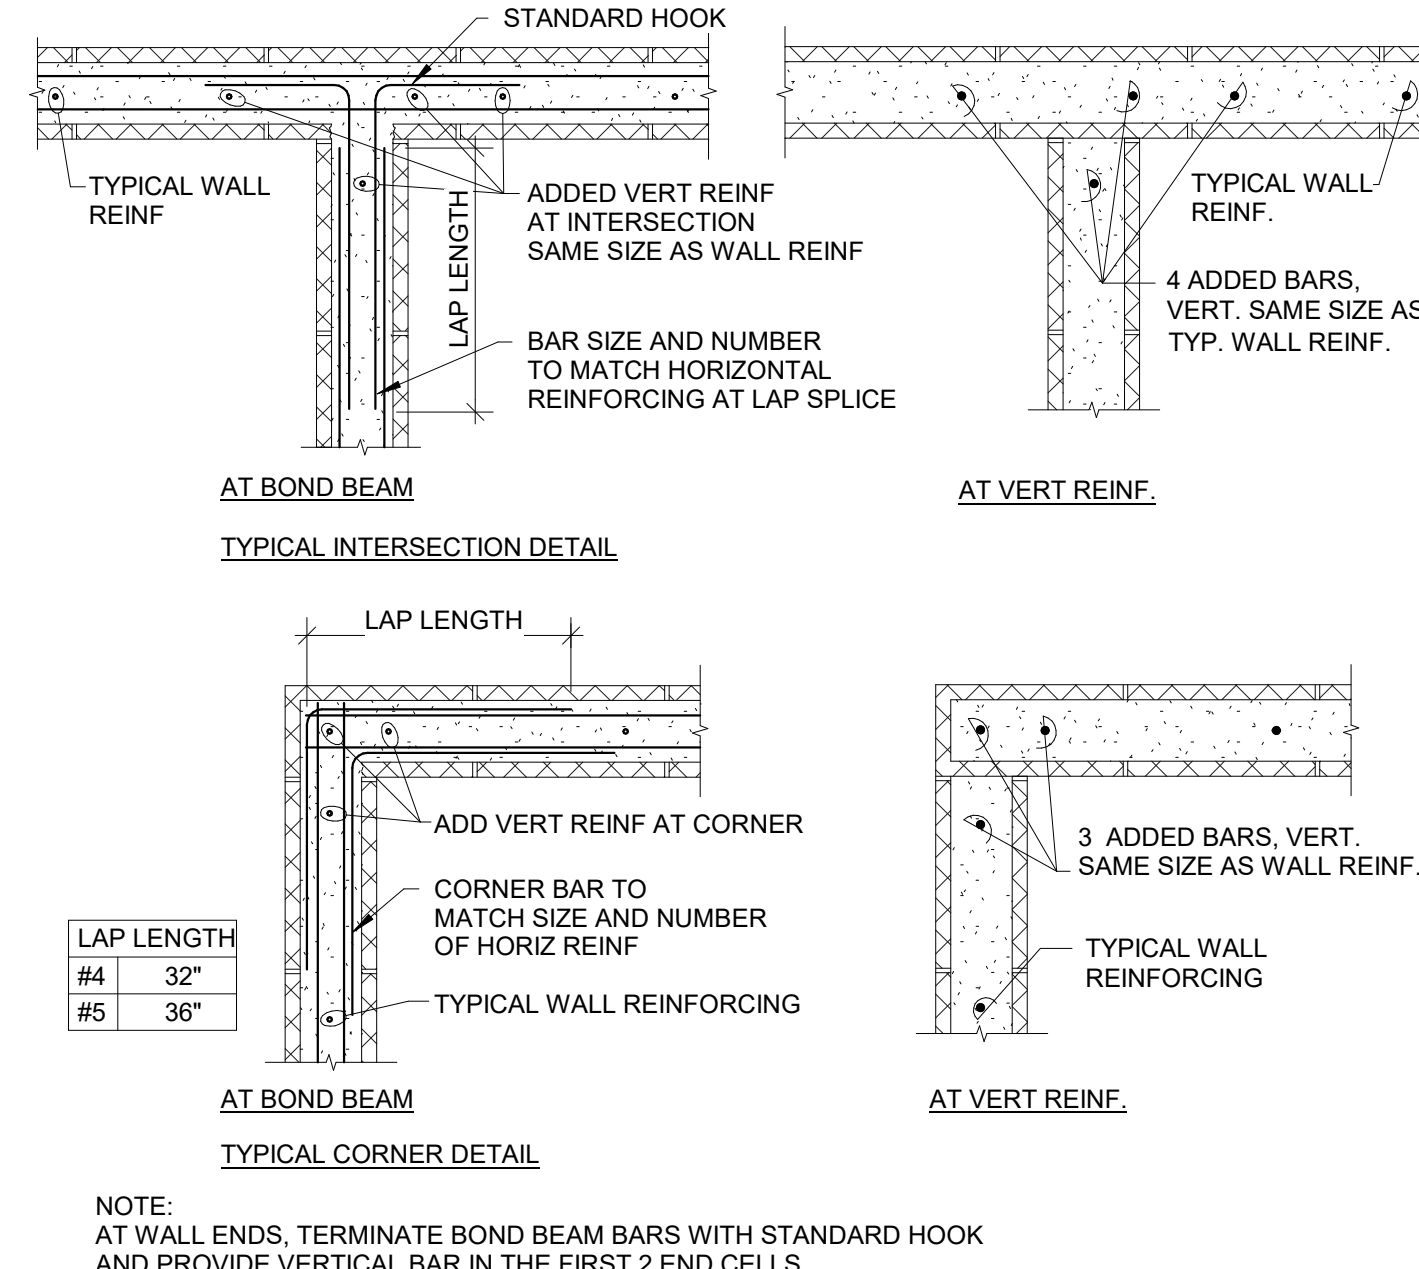 STANDARD HOOK
TYPICAL WALL
REINF
ADDED VERT REINF
AT INTERSECTION
SAME SIZE AS WALL REINF
LAP LENGTH
BAR SIZE AND NUMBER
TO MATCH HORIZONTAL
REINFORCING AT LAP SPLICE
AT BOND BEAM
TYPICAL INTERSECTION DETAIL
TYPICAL WALL
REINF.
4 ADDED BARS,
VERT. SAME SIZE AS
TYP. WALL REINF.
AT VERT REINF.
LAP LENGTH
ADD VERT REINF AT CORNER
CORNER BAR TO
MATCH SIZE AND NUMBER
OF HORIZ REINF
TYPICAL WALL REINFORCING
LAP LENGTH
#4 32"
#5 36"
AT BOND BEAM
TYPICAL CORNER DETAIL
3 ADDED BARS, VERT.
SAME SIZE AS WALL REINF.
TYPICAL WALL
REINFORCING
AT VERT REINF.
NOTE:
AT WALL ENDS, TERMINATE BOND BEAM BARS WITH STANDARD HOOK
AND PROVIDE VERTICAL BAR IN THE FIRST 2 END CELLS